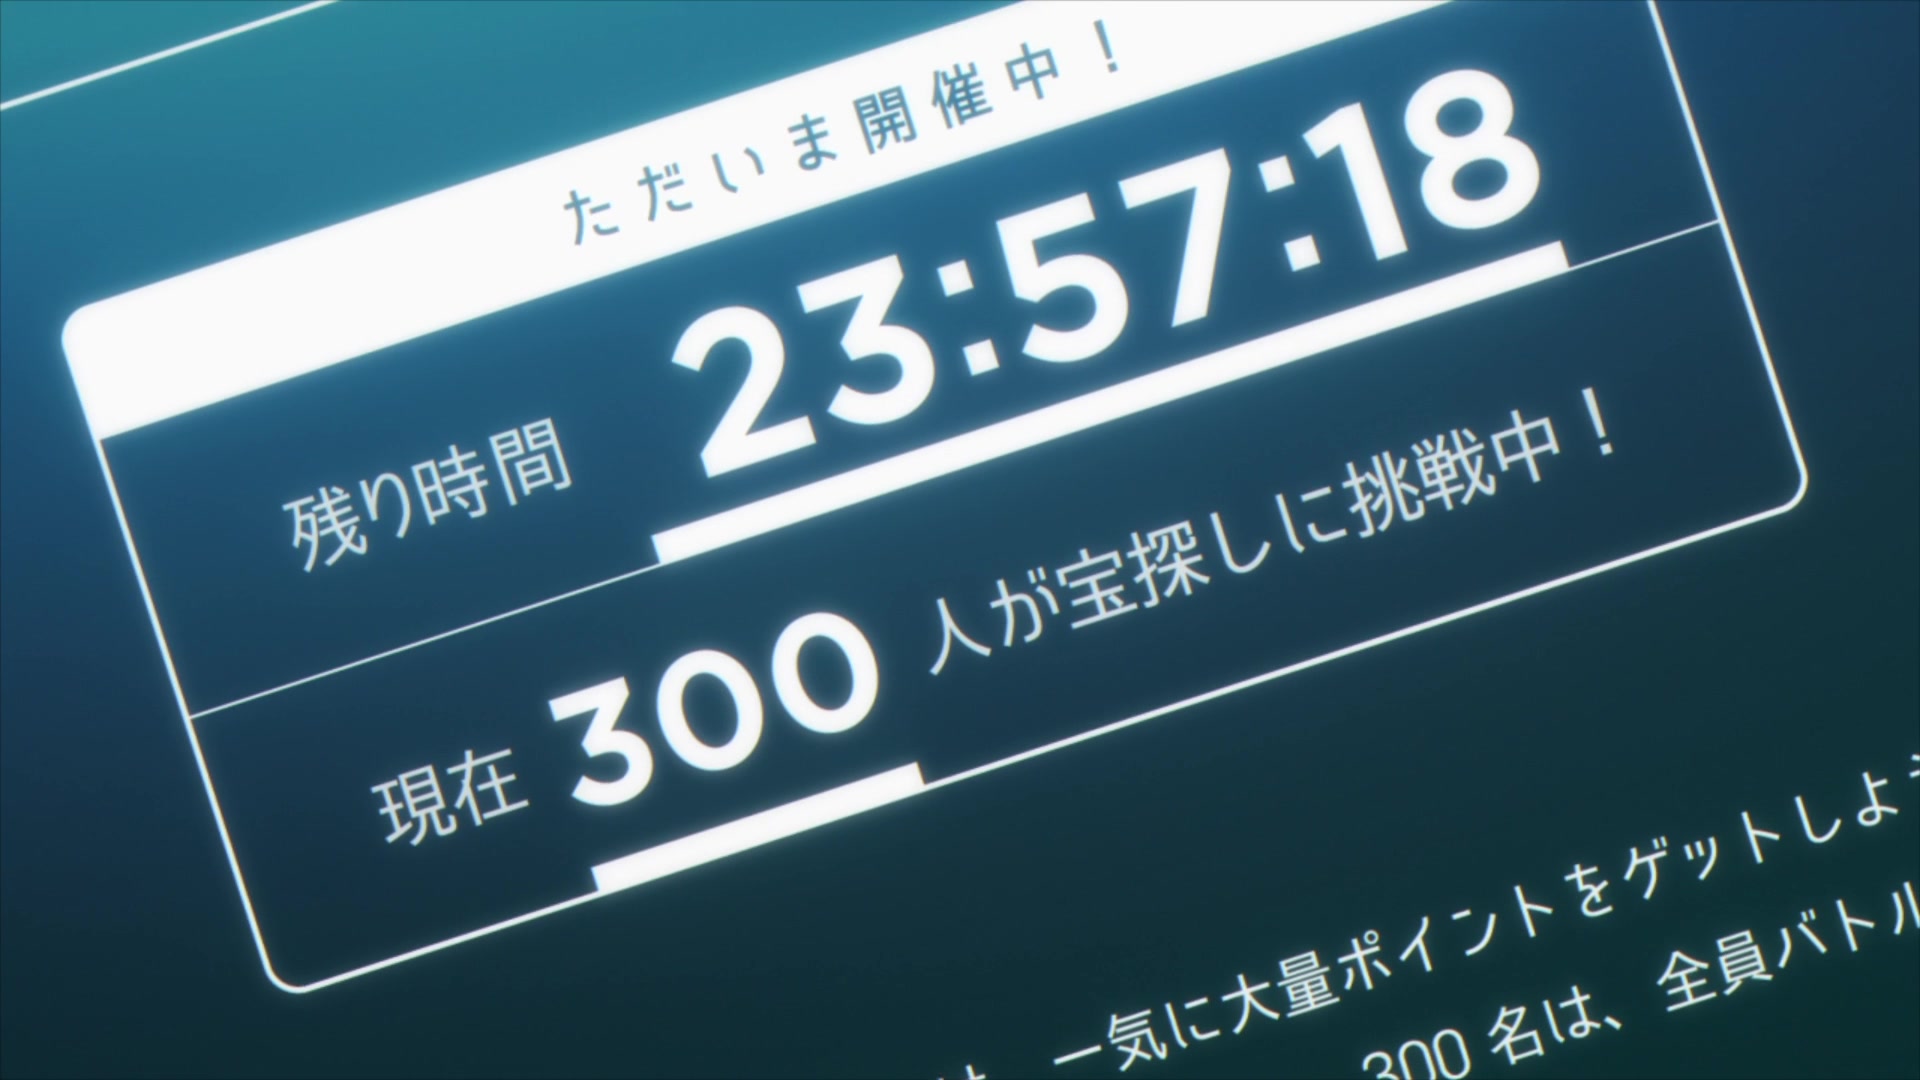 ただいま開催中！
残り時間 23:57:18
現在 300 人が宝探しに挑戦中！
は、一気に大量ポイントをゲットしよう
300 名は、全員バトル